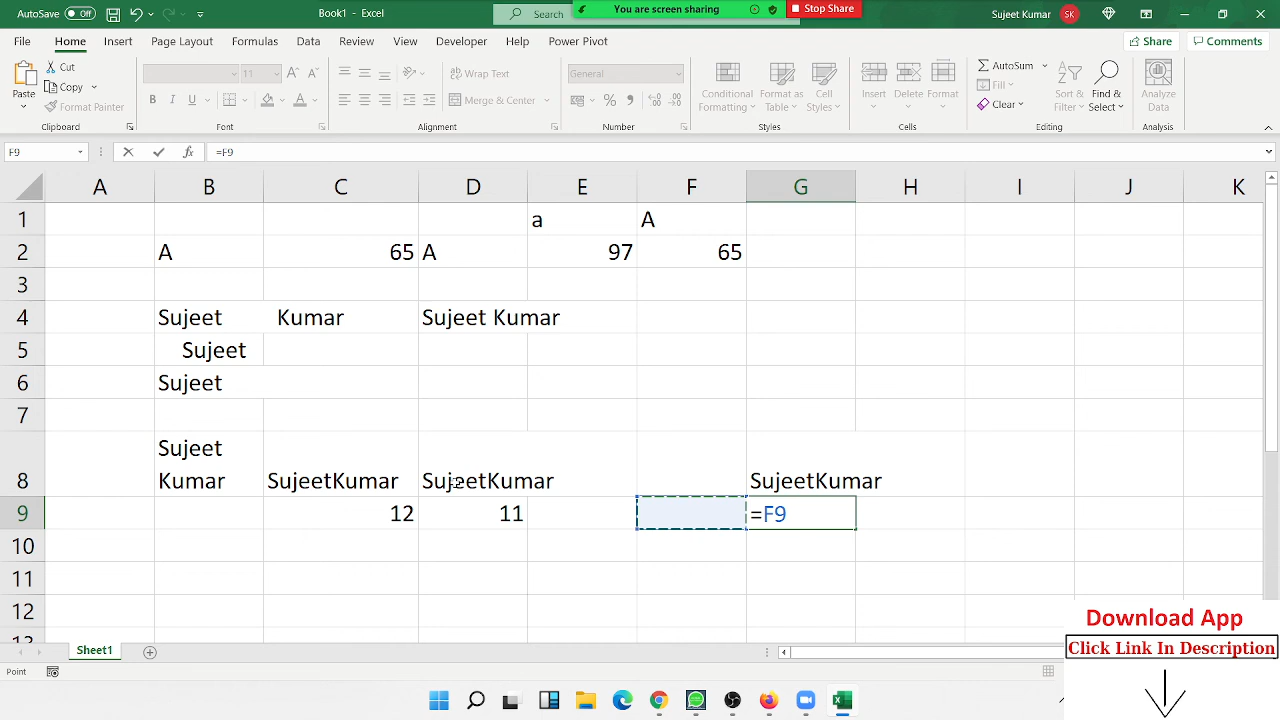 AutoSave Off
Book1 - Excel
Search
You are screen sharing
Stop Share
Sujeet Kumar SK
File Home Insert Page Layout Formulas Data Review View Developer Help Power Pivot
Share Comments
Paste Cut Copy Format Painter
Clipboard
11
B I U
Font
Wrap Text
Merge & Center
Alignment
General
% ,
Number
Conditional Formatting
Format as Table
Cell Styles
Styles
Insert Delete Format
Cells
AutoSum
Fill
Clear
Sort & Filter
Find & Select
Editing
Analyze Data
Analysis
F9 fx =F9
A B C D E F G H I J K
1 a A
2 A 65 A 97 65
3
4 Sujeet Kumar Sujeet Kumar
5 Sujeet
6 Sujeet
7
Sujeet
8 Kumar SujeetKumar SujeetKumar SujeetKumar
9 12 11 =F9
10
11
12
13
Sheet1
Point
Download App
Click Link In Description